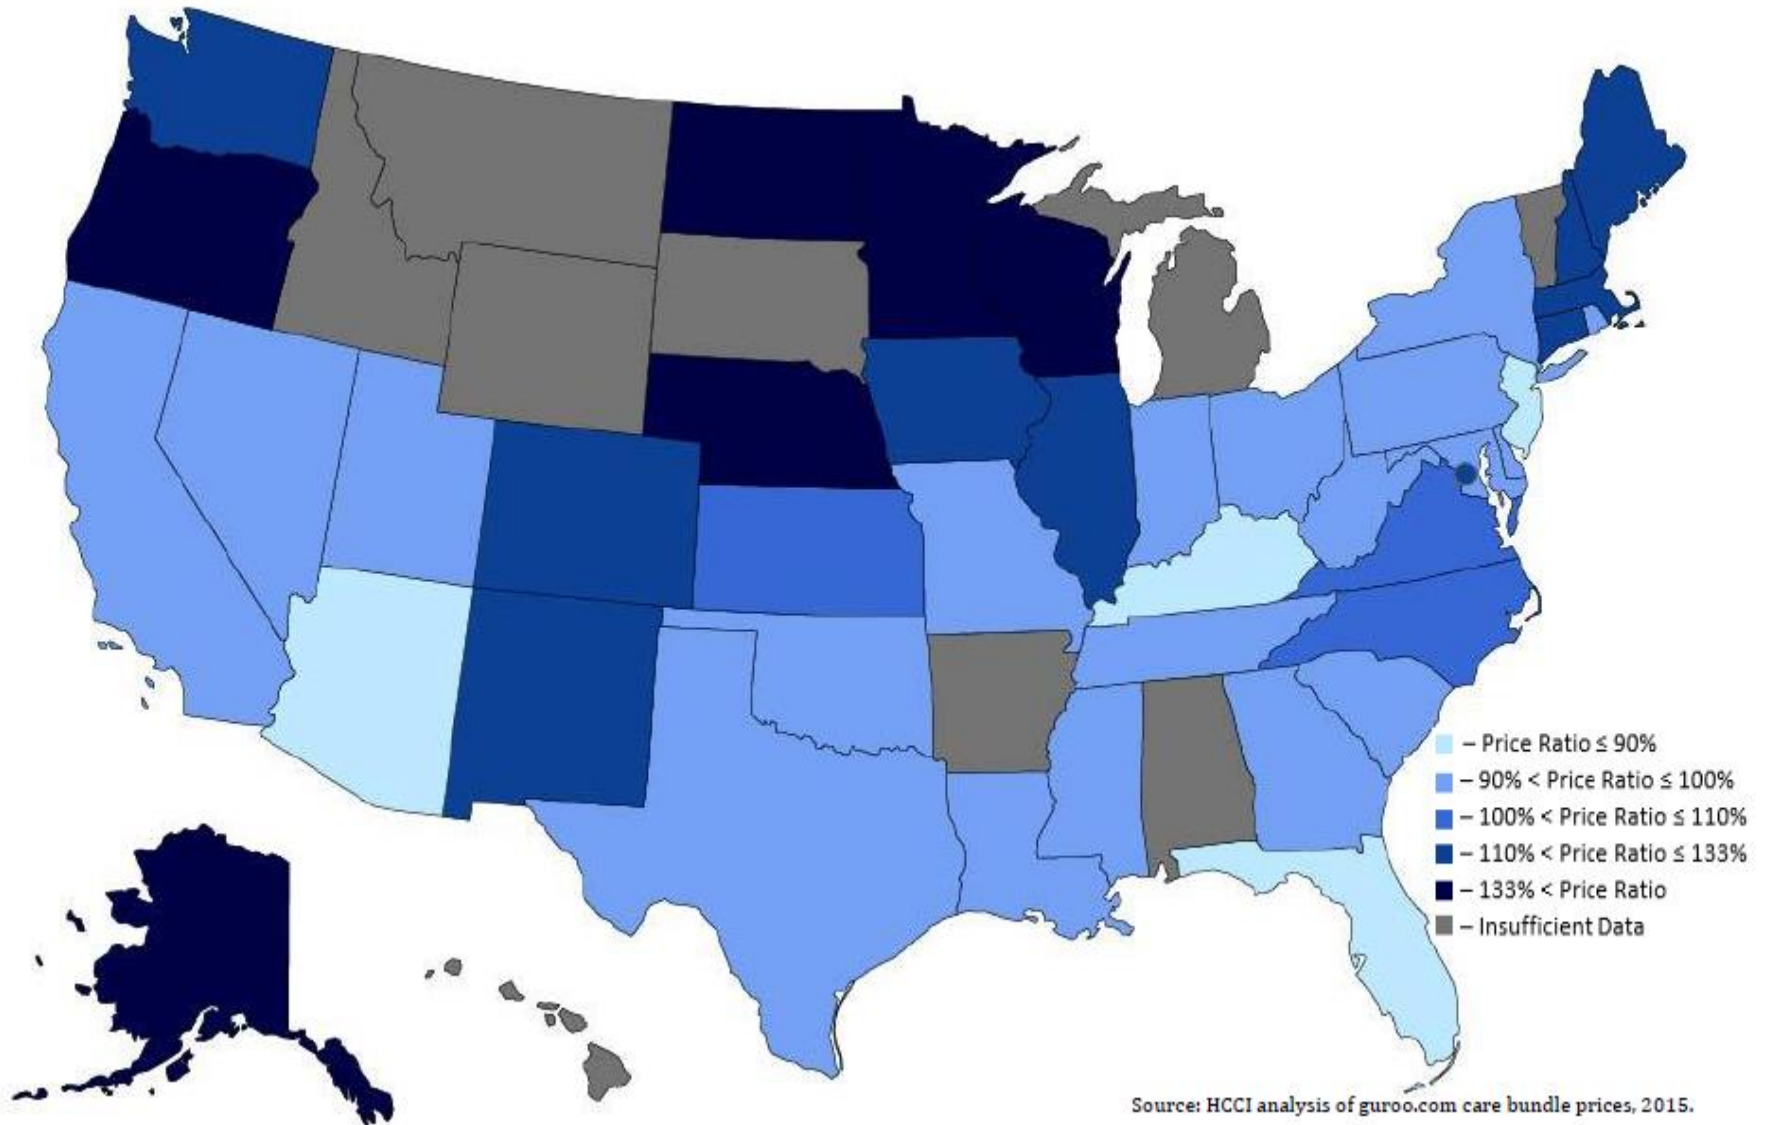 – Price Ratio ≤ 90%
– 90% < Price Ratio ≤ 100%
– 100% < Price Ratio ≤ 110%
– 110% < Price Ratio ≤ 133%
– 133% < Price Ratio
– Insufficient Data
Source: HCCI analysis of guroo.com care bundle prices, 2015.